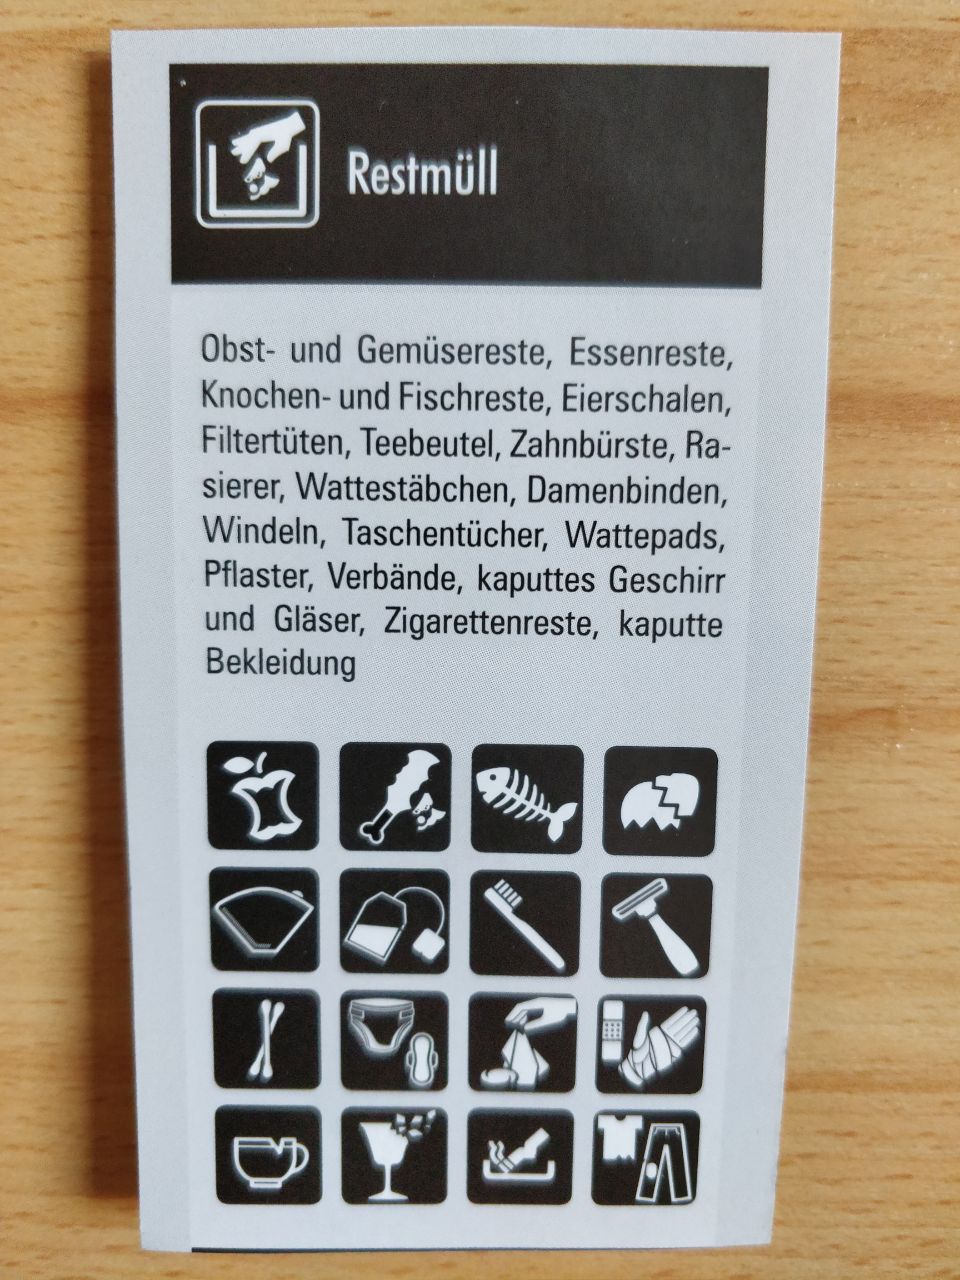 Restmüll
Obst- und Gemüsereste, Essenreste,
Knochen- und Fischreste, Eierschalen,
Filtertüten, Teebeutel, Zahnbürste, Ra-
sierer, Wattestäbchen, Damenbinden,
Windeln, Taschentücher, Wattepads,
Pflaster, Verbände, kaputtes Geschirr
und Gläser, Zigarettenreste, kaputte
Bekleidung